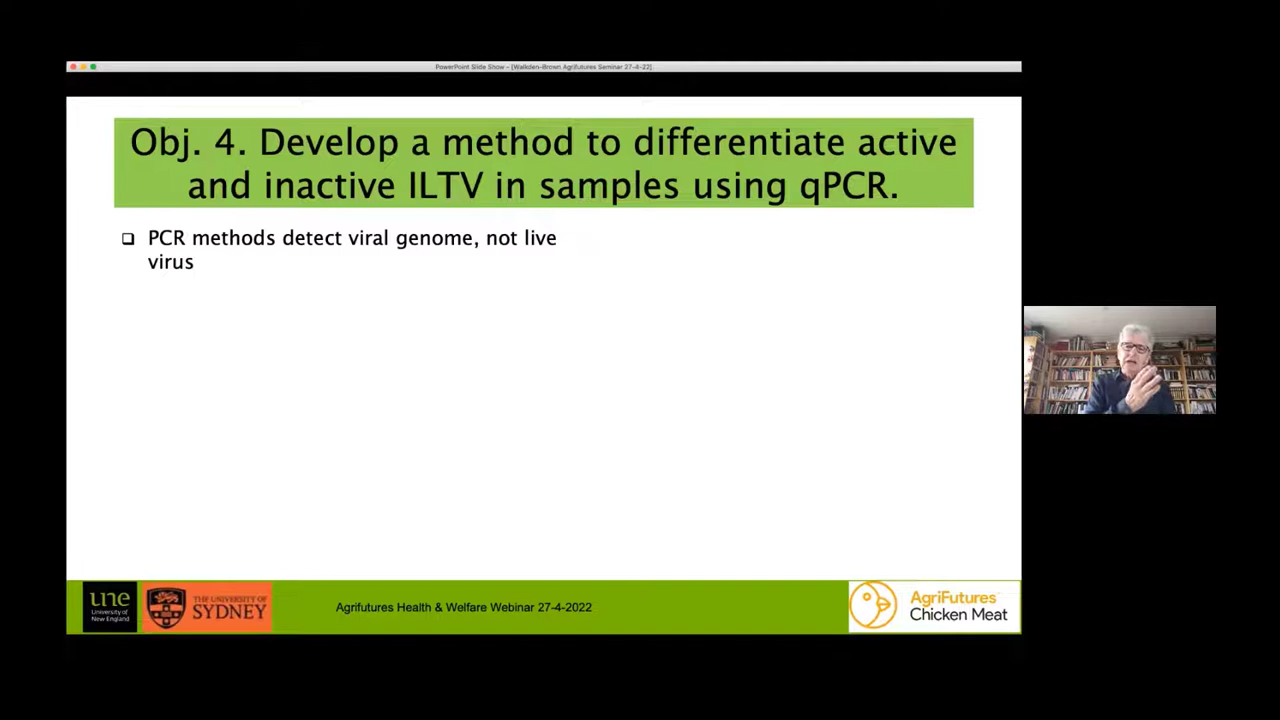 PowerPoint Slide Show - [Walkden-Brown Agrifutures Seminar 27-4-22]
Obj. 4. Develop a method to differentiate active
and inactive ILTV in samples using qPCR.
❑ PCR methods detect viral genome, not live
virus
une
University of
New England
THE UNIVERSITY OF
SYDNEY
Agrifutures Health & Welfare Webinar 27-4-2022
AgriFutures
Chicken Meat